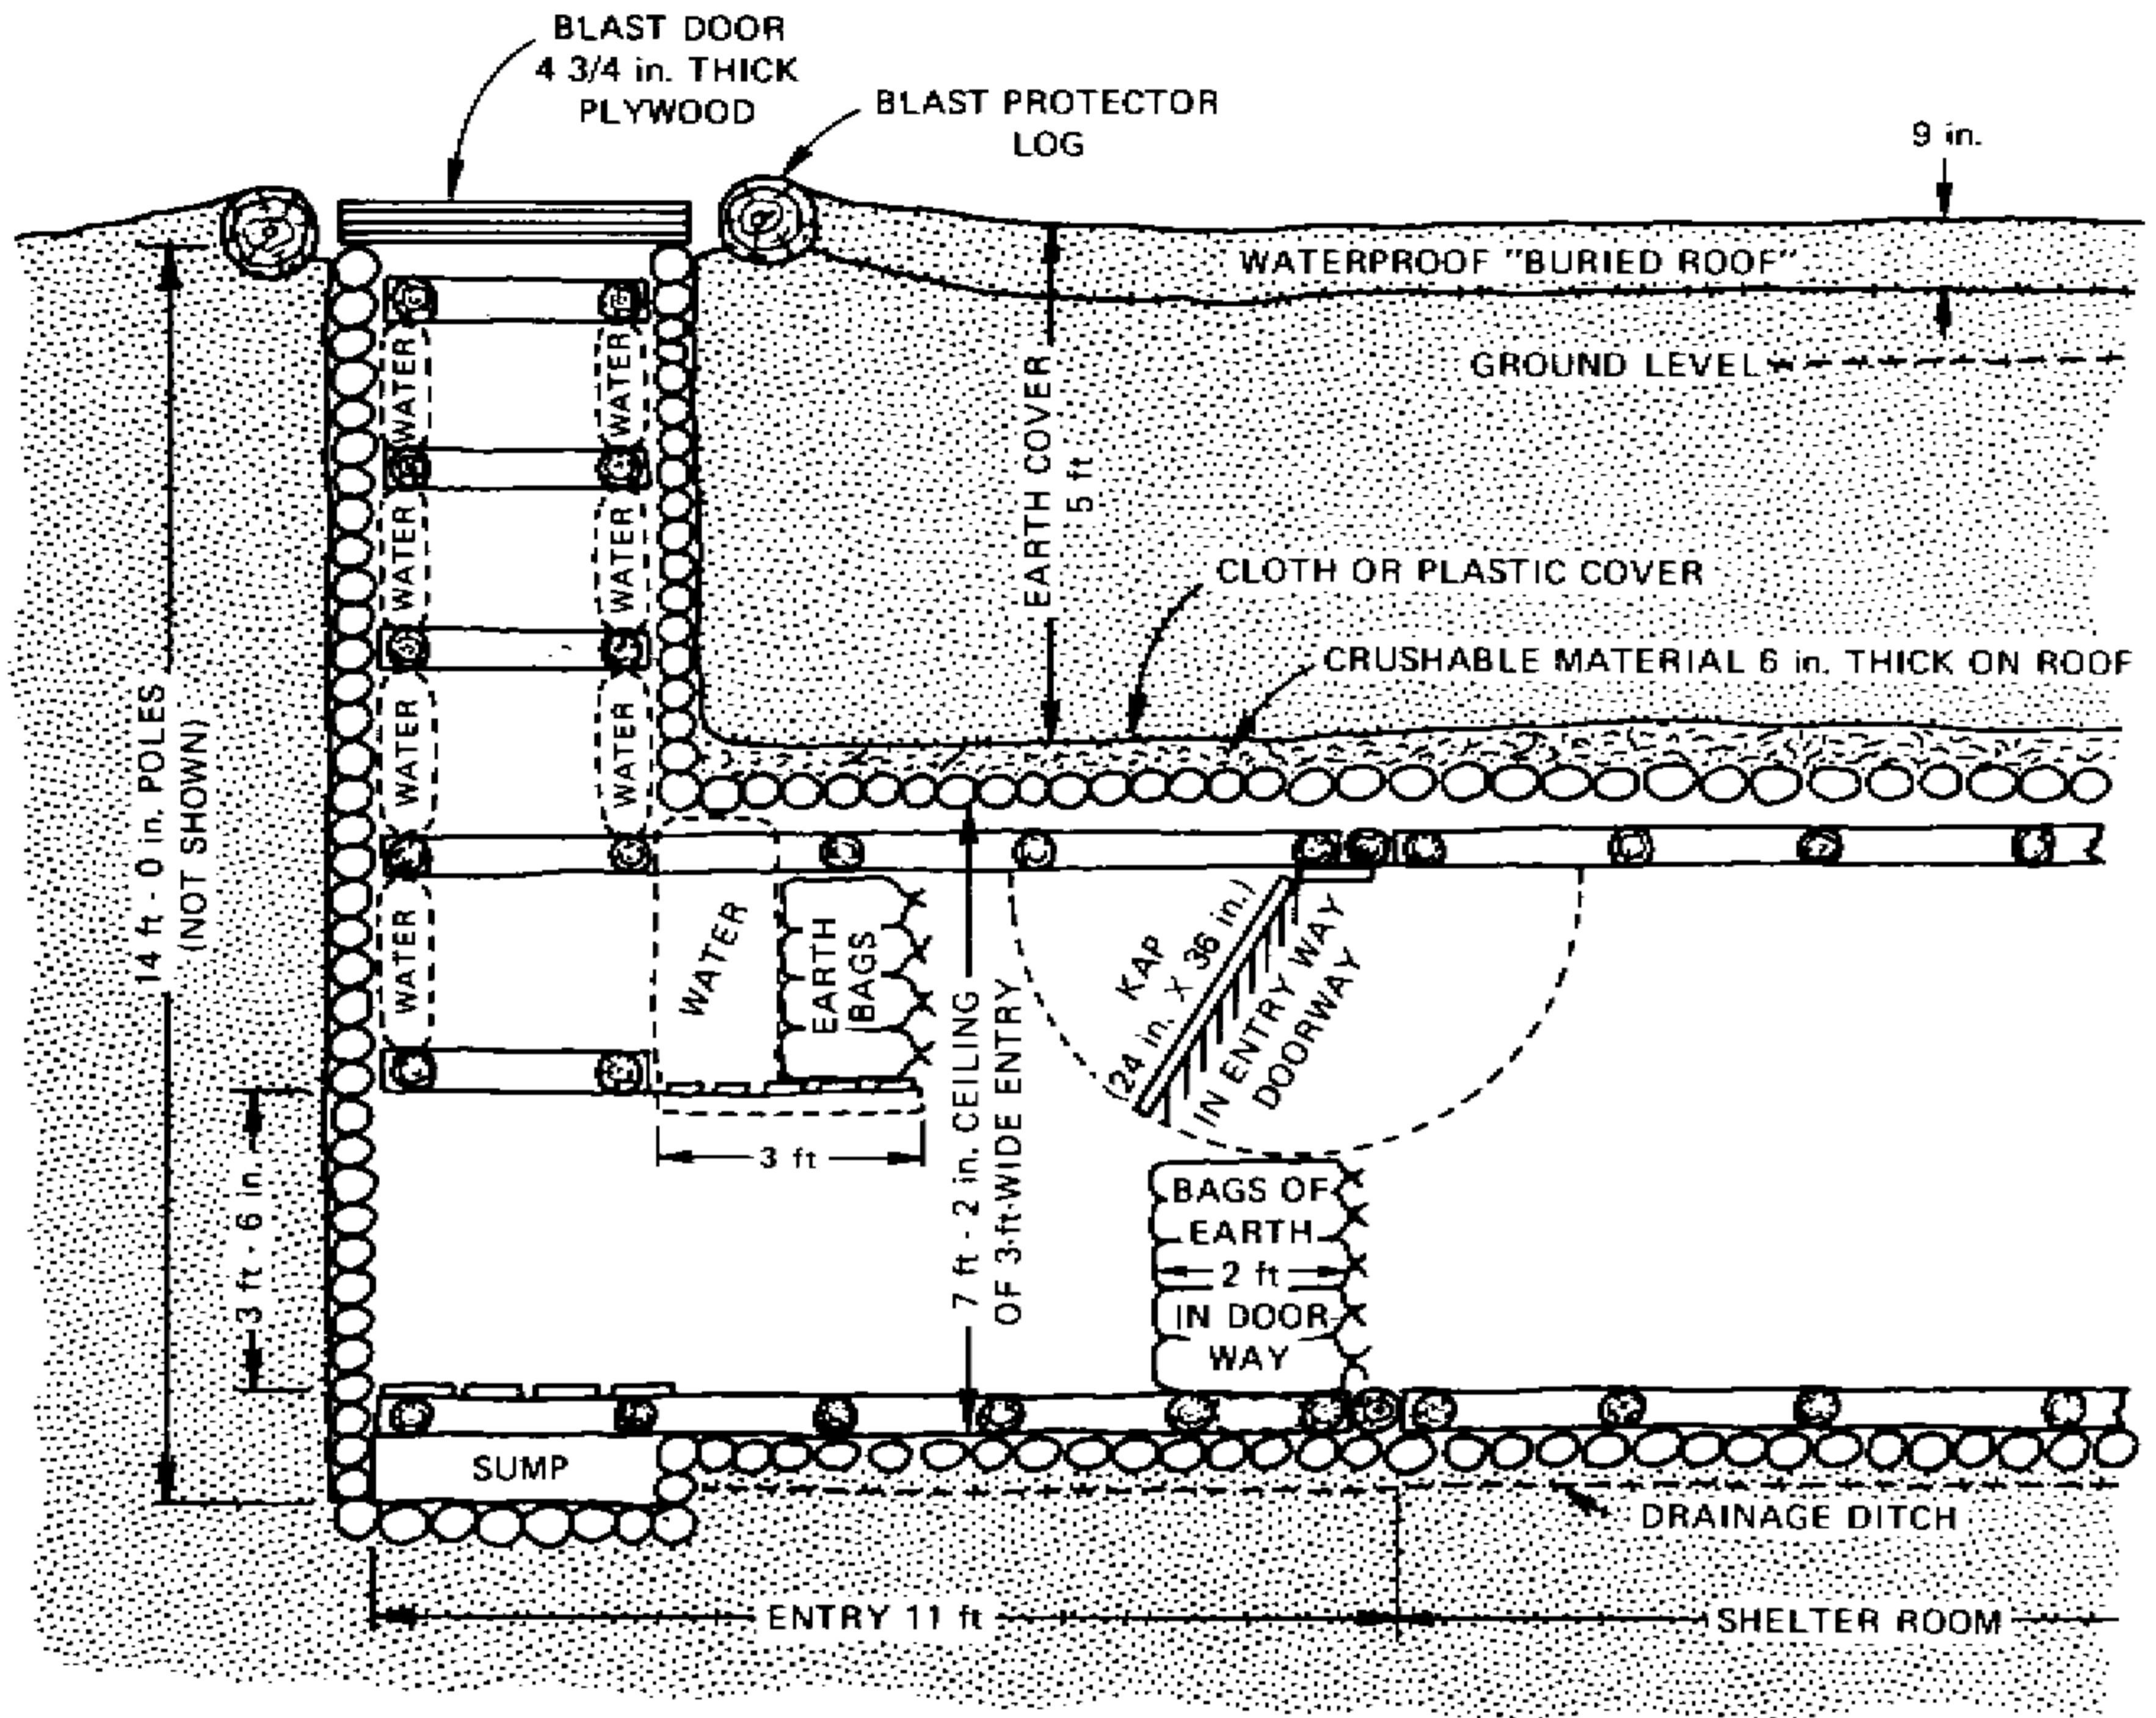 BLAST DOOR
4 3/4 in. THICK
PLYWOOD
BLAST PROTECTOR
LOG
9 in.
WATERPROOF "BURIED ROOF"
GROUND LEVEL
EARTH COVER
5 ft
CLOTH OR PLASTIC COVER
CRUSHABLE MATERIAL 6 in. THICK ON ROOF
14 ft - 0 in. POLES
(NOT SHOWN)
WATER
WATER
WATER
WATER
WATER
WATER
WATER
WATER
EARTH
BAGS
3 ft
3 ft - 6 in.
7 ft - 2 in. CEILING
OF 3-ft-WIDE ENTRY
KAP
(24 in. X 36 in.)
IN ENTRY WAY
DOORWAY
BAGS OF
EARTH
2 ft
IN DOOR-
WAY
SUMP
DRAINAGE DITCH
ENTRY 11 ft
SHELTER ROOM